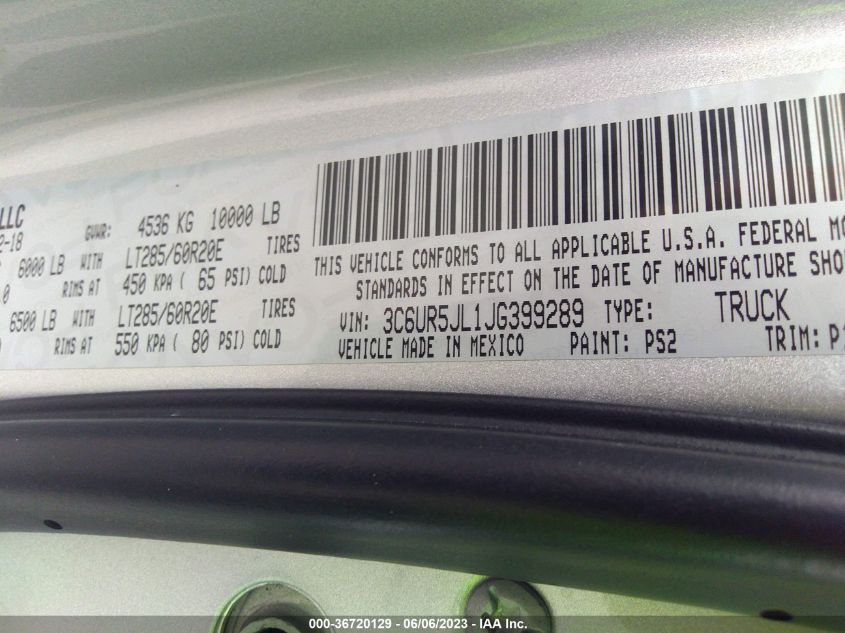 LLC
2-18 GVWR: 4536 KG 10000 LB
6000 LB WITH LT285/60R20E TIRES
.0 RIMS AT 450 KPA ( 65 PSI) COLD
6500 LB WITH LT285/60R20E TIRES
RIMS AT 550 KPA ( 80 PSI) COLD
THIS VEHICLE CONFORMS TO ALL APPLICABLE U.S.A. FEDERAL MO
STANDARDS IN EFFECT ON THE DATE OF MANUFACTURE SHO
VIN: 3C6UR5JL1JG399289 TYPE: TRUCK
VEHICLE MADE IN MEXICO PAINT: PS2 TRIM: P1
000-36720129 - 06/06/2023 - IAA Inc.